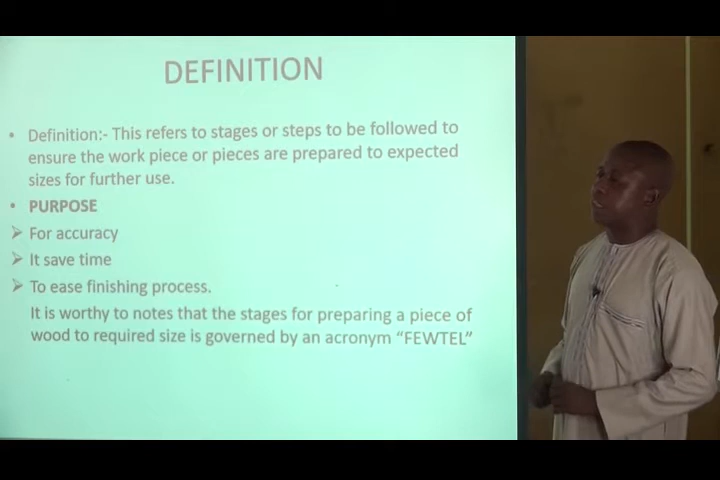 DEFINITION
• Definition:- This refers to stages or steps to be followed to
ensure the work piece or pieces are prepared to expected
sizes for further use.
• PURPOSE
➢ For accuracy
➢ It save time
➢ To ease finishing process.
It is worthy to notes that the stages for preparing a piece of
wood to required size is governed by an acronym “FEWTEL”